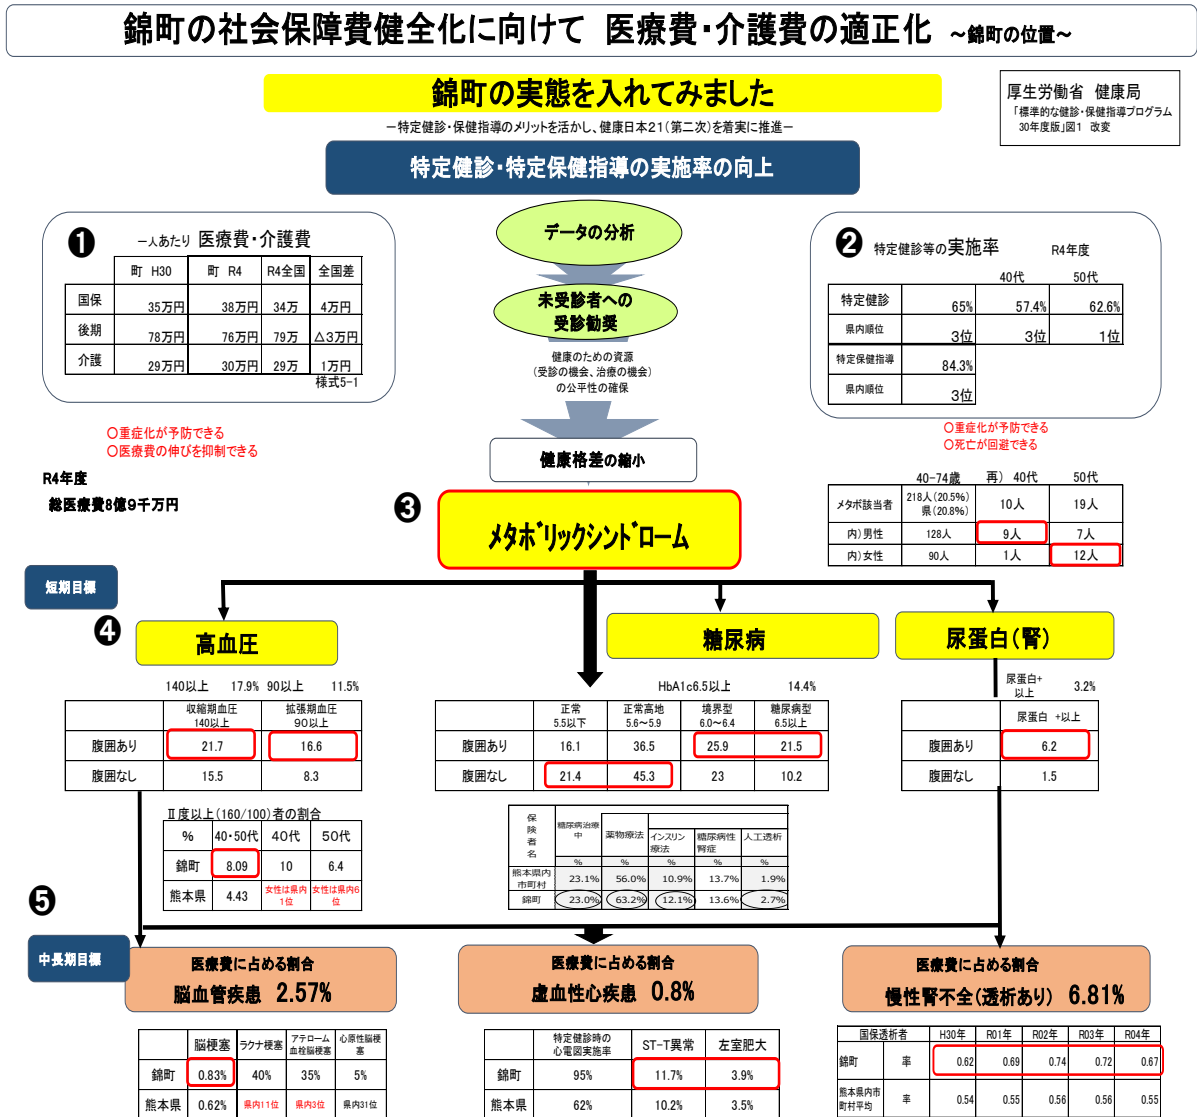 錦町の社会保障費健全化に向けて 医療費・介護費の適正化 ～錦町の位置～
錦町の実態を入れてみました
厚生労働省 健康局
「標準的な健診・保健指導プログラム
30年度版」図1 改変
－特定健診・保健指導のメリットを活かし、健康日本21(第二次)を着実に推進－
特定健診・特定保健指導の実施率の向上
❶ 一人あたり 医療費・介護費
町 H30 町 R4 R4全国 全国差
国保 35万円 38万円 34万 4万円
後期 78万円 76万円 79万 △3万円
介護 29万円 30万円 29万 1万円
様式5-1
データの分析
未受診者への
受診勧奨
健康のための資源
(受診の機会、治療の機会)
の公平性の確保
健康格差の縮小
❷ 特定健診等の実施率 R4年度
40代 50代
特定健診 65% 57.4% 62.6%
県内順位 3位 3位 1位
特定保健指導 84.3%
県内順位 3位
〇重症化が予防できる
〇医療費の伸びを抑制できる
R4年度
総医療費8億9千万円
〇重症化が予防できる
〇死亡が回避できる
❸ メタボリックシンドローム
40-74歳 再） 40代 50代
メタボ該当者 218人(20.5%) 10人 19人
県(20.8%)
内）男性 128人 9人 7人
内）女性 90人 1人 12人
短期目標
❹ 高血圧
糖尿病
尿蛋白(腎)
140以上 17.9% 90以上 11.5%
収縮期血圧 拡張期血圧
140以上 90以上
腹囲あり 21.7 16.6
腹囲なし 15.5 8.3
HbA1c6.5以上 14.4%
正常 正常高地 境界型 糖尿病型
5.5以下 5.6～5.9 6.0～6.4 6.5以上
腹囲あり 16.1 36.5 25.9 21.5
腹囲なし 21.4 45.3 23 10.2
尿蛋白+
以上 3.2%
尿蛋白 +以上
腹囲あり 6.2
腹囲なし 1.5
Ⅱ度以上(160/100)者の割合
% 40・50代 40代 50代
錦町 8.09 10 6.4
熊本県 4.43 女性は県内1位 女性は県内6位
保険者名 糖尿病治療中 薬物療法 インスリン療法 糖尿病性腎症 人工透析
% % % % %
熊本県内市町村 23.1% 56.0% 10.9% 13.7% 1.9%
錦町 23.0% 63.2% 12.1% 13.6% 2.7%
❺
中長期目標
医療費に占める割合
脳血管疾患 2.57%
医療費に占める割合
虚血性心疾患 0.8%
医療費に占める割合
慢性腎不全(透析あり) 6.81%
脳梗塞 ラクナ梗塞 アテローム血栓脳梗塞 心原性脳梗塞
錦町 0.83% 40% 35% 5%
熊本県 0.62% 県内11位 県内3位 県内31位
特定健診時の
心電図実施率 ST-T異常 左室肥大
錦町 95% 11.7% 3.9%
熊本県 62% 10.2% 3.5%
国保透析者 H30年 R01年 R02年 R03年 R04年
錦町 率 0.62 0.69 0.74 0.72 0.67
熊本県内市町村平均 率 0.54 0.55 0.56 0.56 0.55